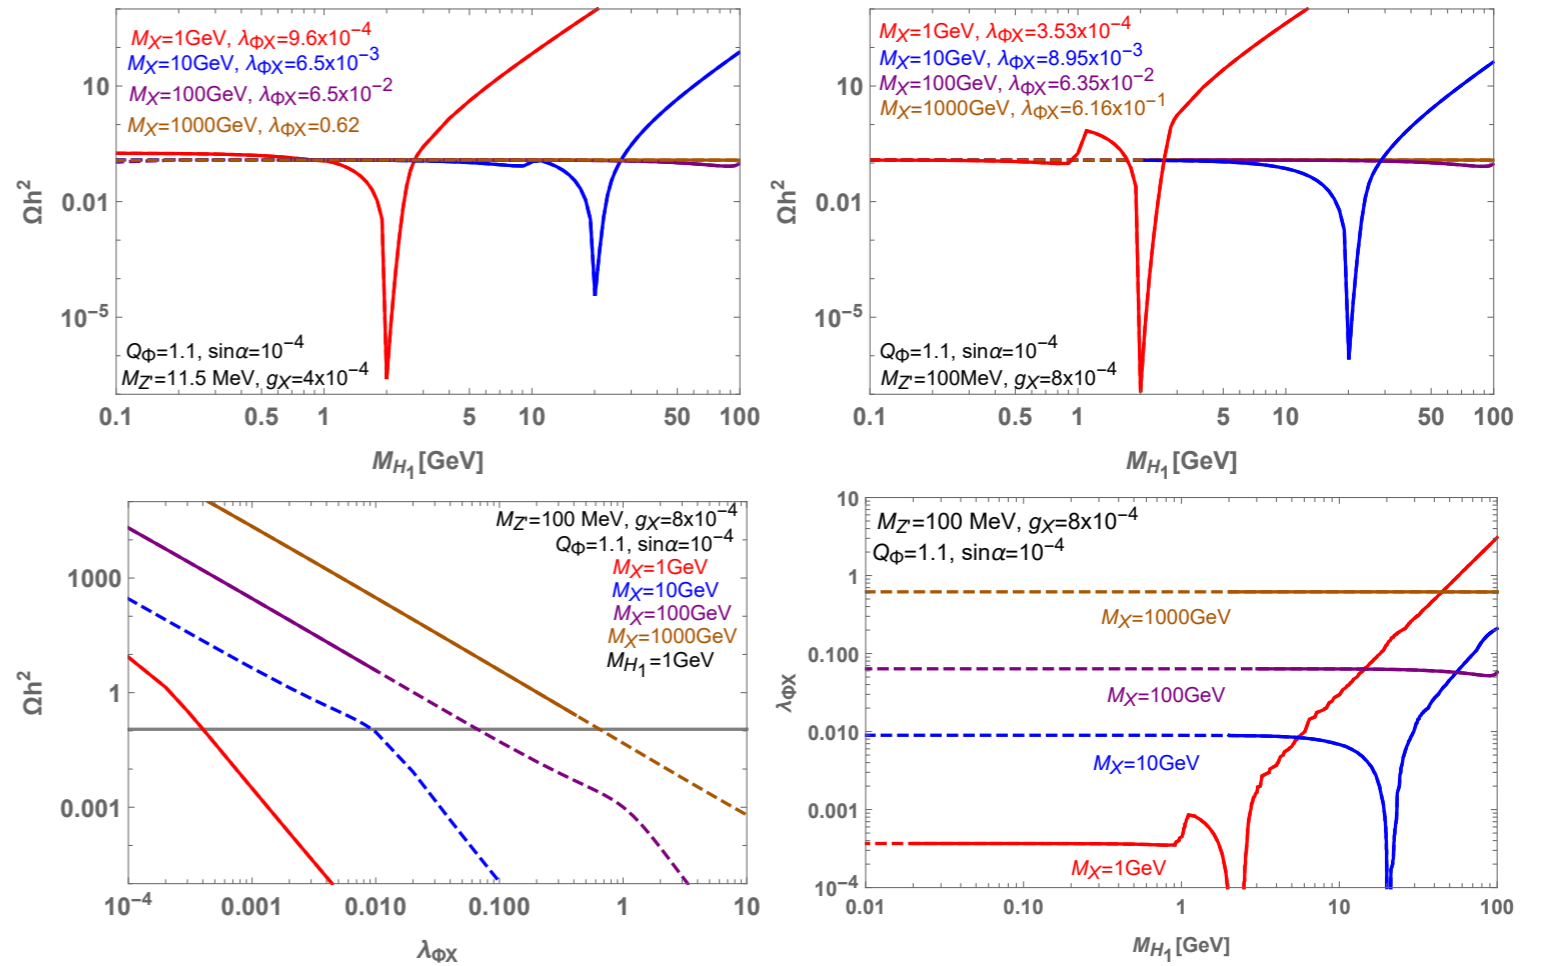 M_X=1GeV, λ_ΦX=9.6x10^−4
M_X=10GeV, λ_ΦX=6.5x10^−3
M_X=100GeV, λ_ΦX=6.5x10^−2
M_X=1000GeV, λ_ΦX=0.62
10
0.01
10^−5
Ωh^2
Q_Φ=1.1, sinα=10^−4
M_Z'=11.5 MeV, g_X=4x10^−4
0.1 0.5 1 5 10 50 100
M_H_1 [GeV]
M_X=1GeV, λ_ΦX=3.53x10^−4
M_X=10GeV, λ_ΦX=8.95x10^−3
M_X=100GeV, λ_ΦX=6.35x10^−2
M_X=1000GeV, λ_ΦX=6.16x10^−1
10
0.01
10^−5
Ωh^2
Q_Φ=1.1, sinα=10^−4
M_Z'=100MeV, g_X=8x10^−4
0.1 0.5 1 5 10 50 100
M_H_1 [GeV]
M_Z'=100 MeV, g_X=8x10^−4
Q_Φ=1.1, sinα=10^−4
M_X=1GeV
M_X=10GeV
M_X=100GeV
M_X=1000GeV
M_H_1=1GeV
1000
1
0.001
Ωh^2
10^−4 0.001 0.010 0.100 1 10
λ_ΦX
M_Z'=100 MeV, g_X=8x10^−4
Q_Φ=1.1, sinα=10^−4
10
1
0.100
0.010
0.001
10^−4
λ_ΦX
M_X=1000GeV
M_X=100GeV
M_X=10GeV
M_X=1GeV
0.01 0.10 1 10 100
M_H_1 [GeV]